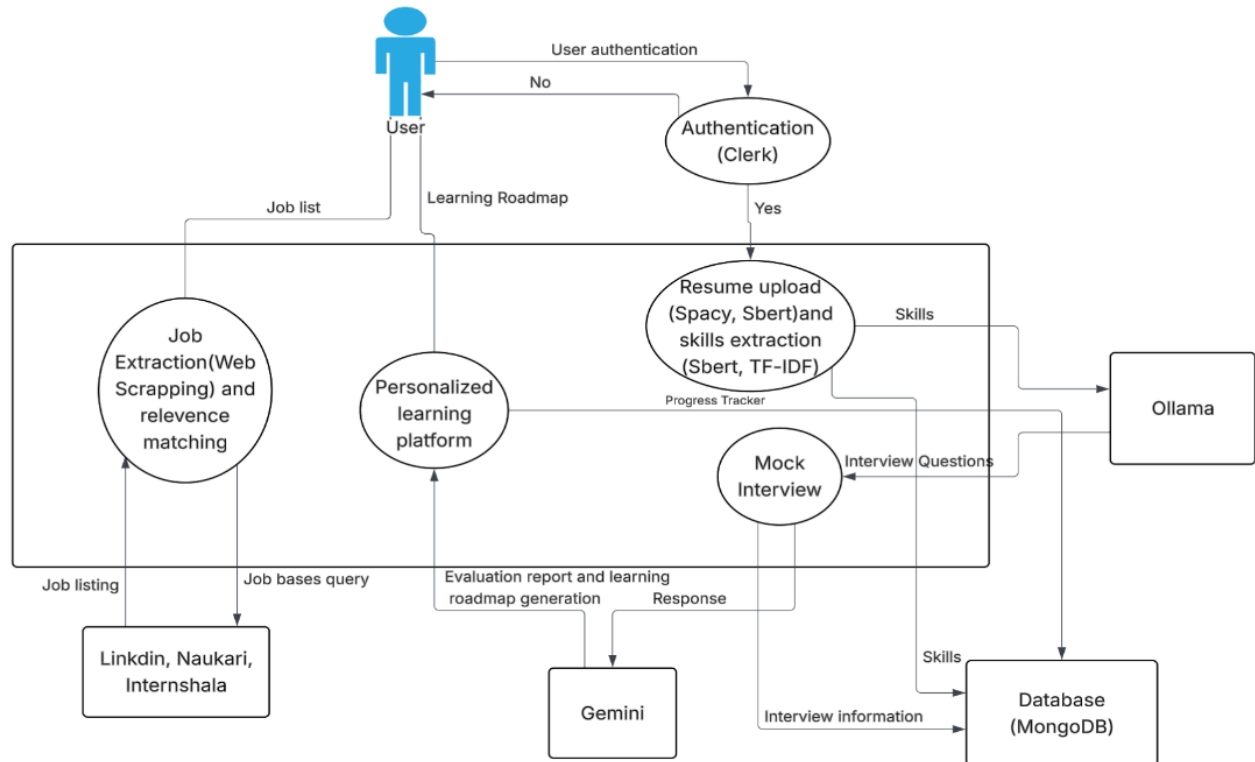 User authentication
No
User
Authentication
(Clerk)
Learning Roadmap
Job list
Yes
Resume upload
(Spacy, Sbert)and
skills extraction
(Sbert, TF-IDF)
Skills
Job
Extraction(Web
Scrapping) and
relevence
matching
Personalized
learning
platform
Progress Tracker
Ollama
Mock
Interview
Interview Questions
Job listing
Job bases query
Evaluation report and learning
roadmap generation
Response
Linkdin, Naukari,
Internshala
Gemini
Skills
Interview information
Database
(MongoDB)